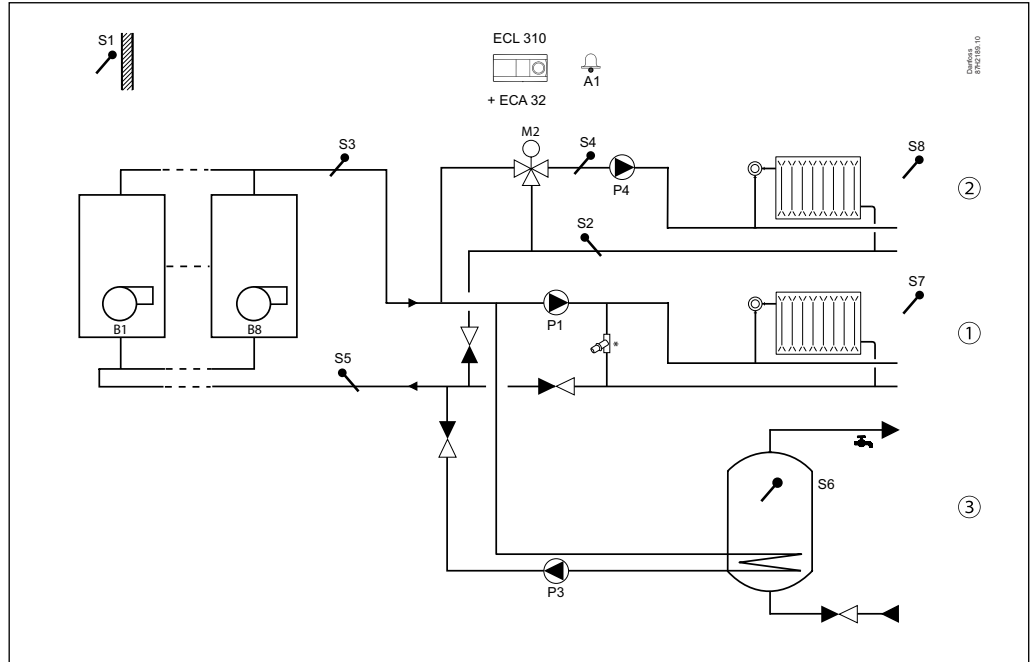 S1
ECL 310
A1
+ ECA 32
Danfoss
87H2189.10
M2
S3
S4
S8
P4
2
S2
S7
B1
B8
P1
*
1
S5
S6
3
P3